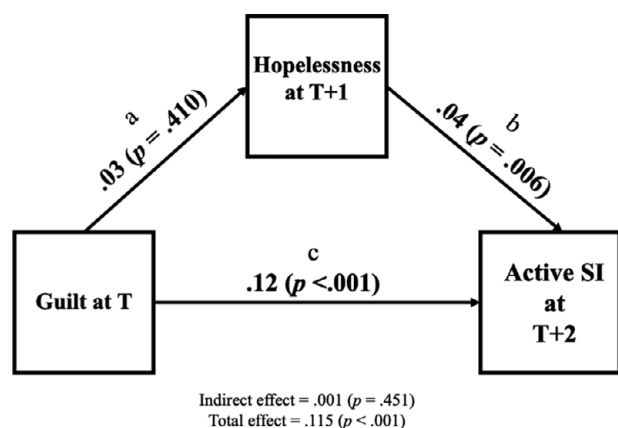 Hopelessness
at T+1
a
.03 (p = .410)
b
.04 (p = .006)
Guilt at T
c
.12 (p <.001)
Active SI
at
T+2
Indirect effect = .001 (p = .451)
Total effect = .115 (p < .001)